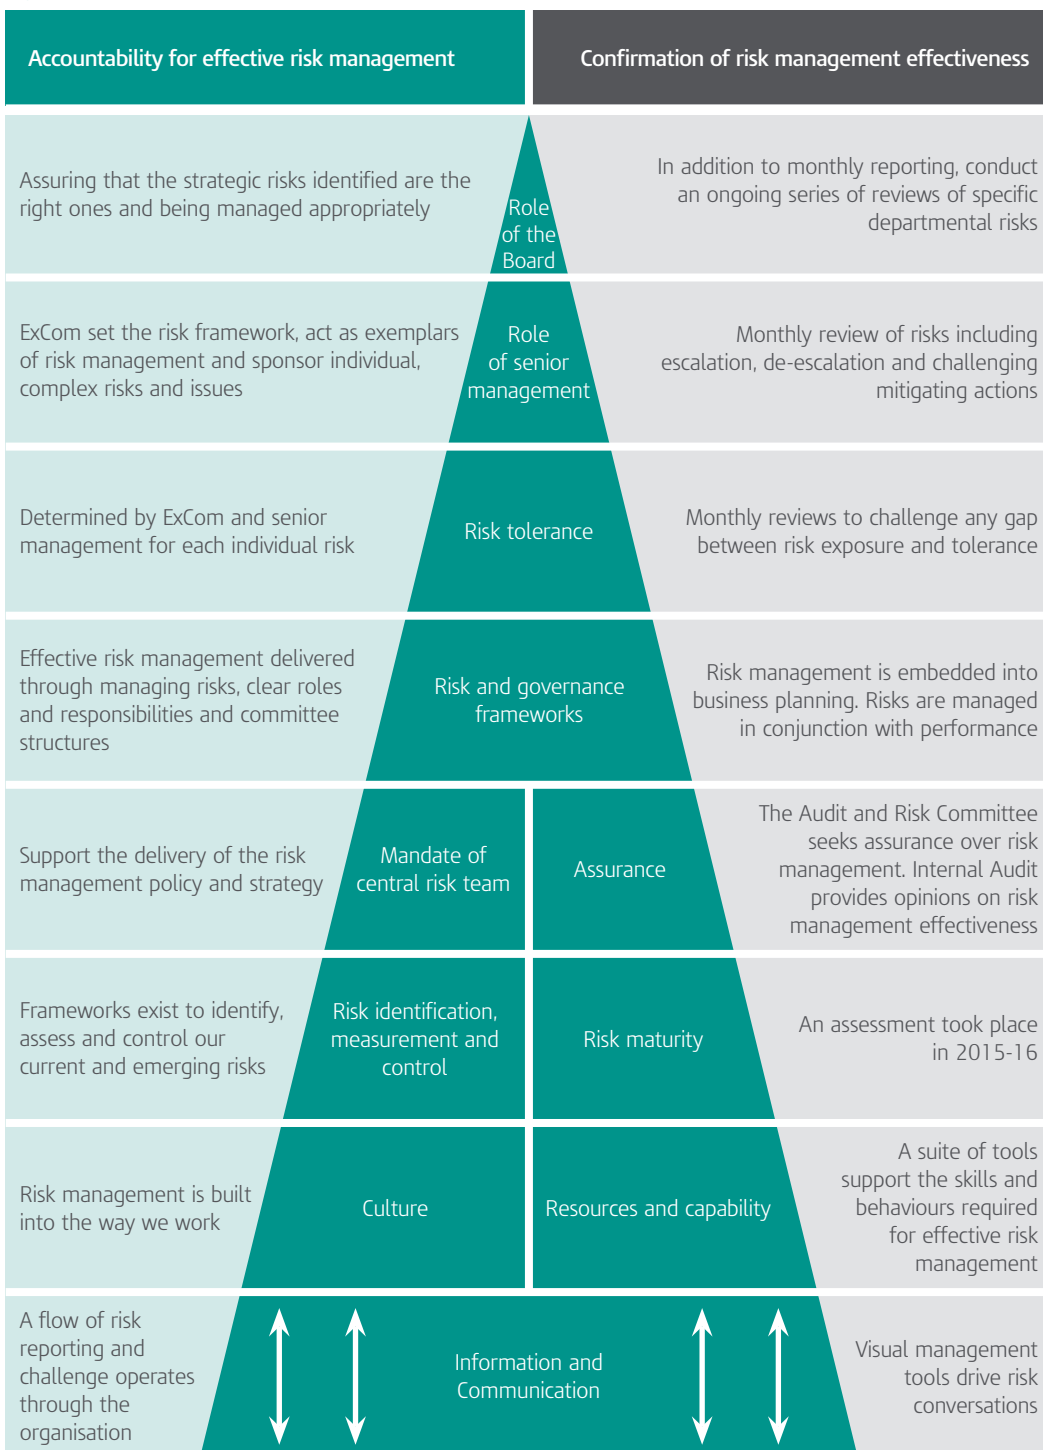 Accountability for effective risk management
Confirmation of risk management effectiveness
Assuring that the strategic risks identified are the
right ones and being managed appropriately
Role
of the
Board
In addition to monthly reporting, conduct
an ongoing series of reviews of specific
departmental risks
ExCom set the risk framework, act as exemplars
of risk management and sponsor individual,
complex risks and issues
Role
of senior
management
Monthly review of risks including
escalation, de-escalation and challenging
mitigating actions
Determined by ExCom and senior
management for each individual risk
Risk tolerance
Monthly reviews to challenge any gap
between risk exposure and tolerance
Effective risk management delivered
through managing risks, clear roles
and responsibilities and committee
structures
Risk and governance
frameworks
Risk management is embedded into
business planning. Risks are managed
in conjunction with performance
Support the delivery of the risk
management policy and strategy
Mandate of
central risk team
Assurance
The Audit and Risk Committee
seeks assurance over risk
management. Internal Audit
provides opinions on risk
management effectiveness
Frameworks exist to identify,
assess and control our
current and emerging risks
Risk identification,
measurement and
control
Risk maturity
An assessment took place
in 2015-16
Risk management is built
into the way we work
Culture
Resources and capability
A suite of tools
support the skills and
behaviours required
for effective risk
management
A flow of risk
reporting and
challenge operates
through the
organisation
Information and
Communication
Visual management
tools drive risk
conversations